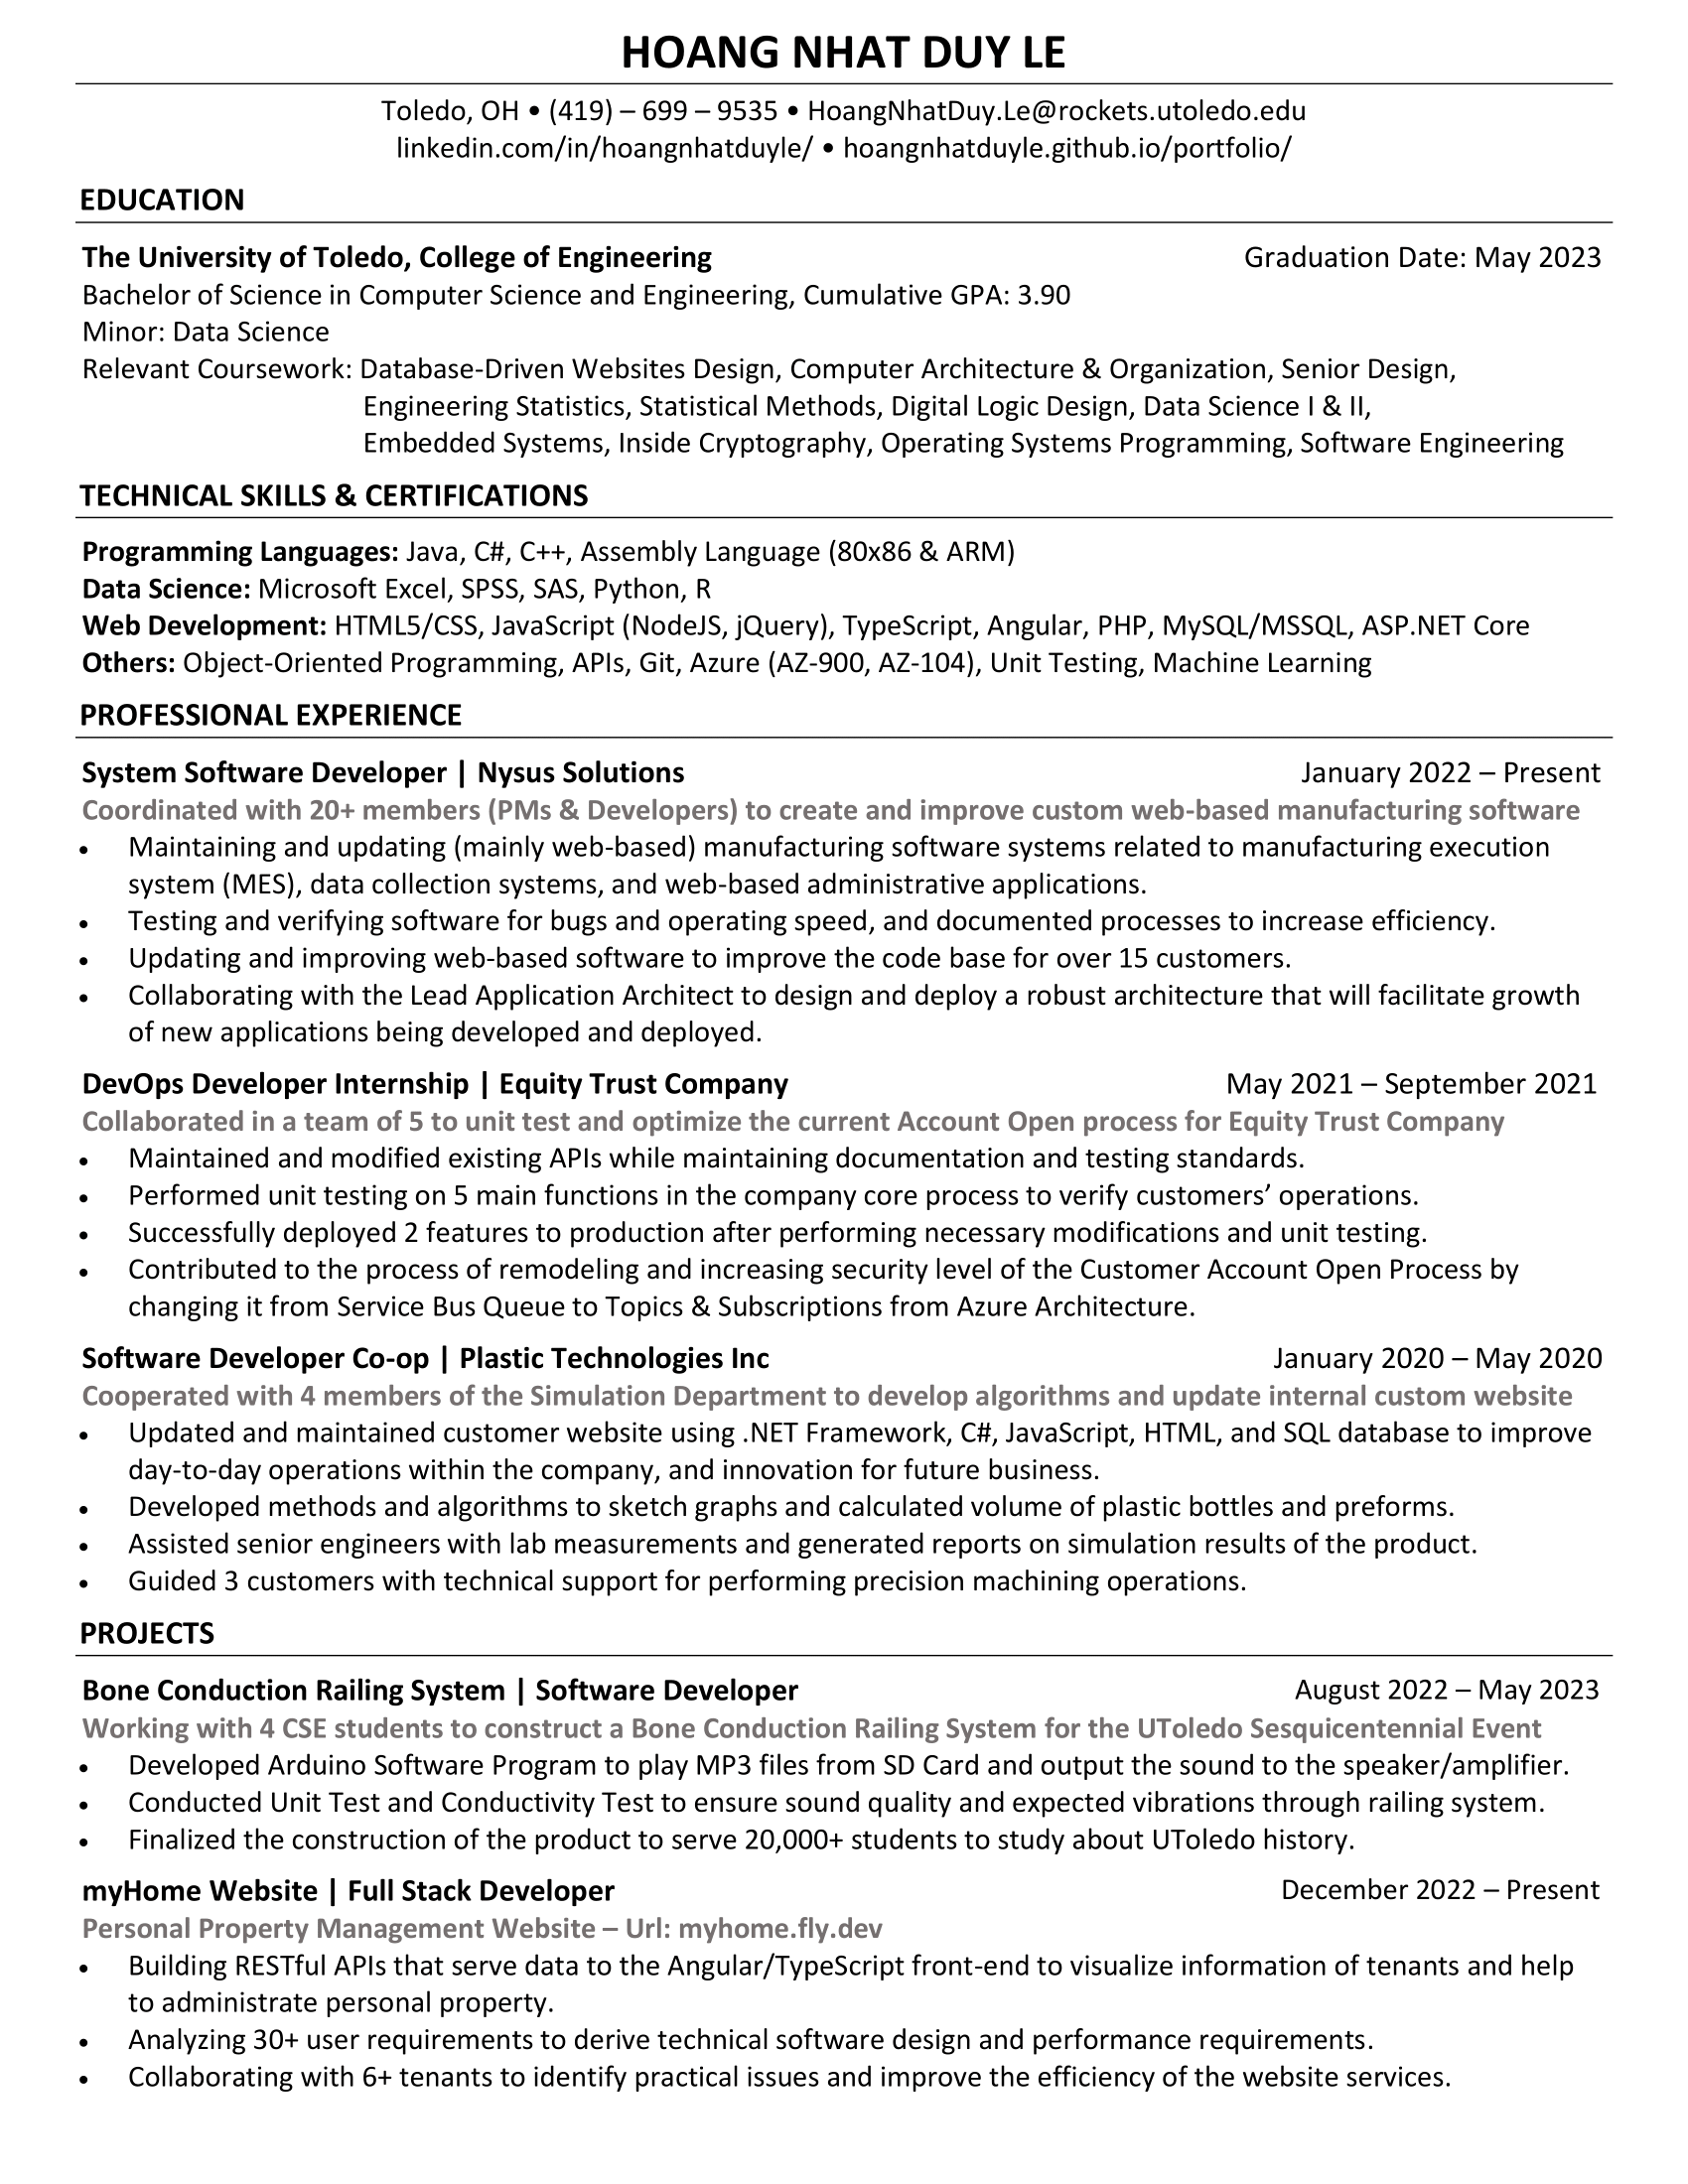 HOANG NHAT DUY LE
Toledo, OH • (419) – 699 – 9535 • HoangNhatDuy.Le@rockets.utoledo.edu
linkedin.com/in/hoangnhatduyle/ • hoangnhatduyle.github.io/portfolio/
EDUCATION
The University of Toledo, College of Engineering Graduation Date: May 2023
Bachelor of Science in Computer Science and Engineering, Cumulative GPA: 3.90
Minor: Data Science
Relevant Coursework: Database-Driven Websites Design, Computer Architecture & Organization, Senior Design,
Engineering Statistics, Statistical Methods, Digital Logic Design, Data Science I & II,
Embedded Systems, Inside Cryptography, Operating Systems Programming, Software Engineering
TECHNICAL SKILLS & CERTIFICATIONS
Programming Languages: Java, C#, C++, Assembly Language (80x86 & ARM)
Data Science: Microsoft Excel, SPSS, SAS, Python, R
Web Development: HTML5/CSS, JavaScript (NodeJS, jQuery), TypeScript, Angular, PHP, MySQL/MSSQL, ASP.NET Core
Others: Object-Oriented Programming, APIs, Git, Azure (AZ-900, AZ-104), Unit Testing, Machine Learning
PROFESSIONAL EXPERIENCE
System Software Developer | Nysus Solutions January 2022 – Present
Coordinated with 20+ members (PMs & Developers) to create and improve custom web-based manufacturing software
• Maintaining and updating (mainly web-based) manufacturing software systems related to manufacturing execution
system (MES), data collection systems, and web-based administrative applications.
• Testing and verifying software for bugs and operating speed, and documented processes to increase efficiency.
• Updating and improving web-based software to improve the code base for over 15 customers.
• Collaborating with the Lead Application Architect to design and deploy a robust architecture that will facilitate growth
of new applications being developed and deployed.
DevOps Developer Internship | Equity Trust Company May 2021 – September 2021
Collaborated in a team of 5 to unit test and optimize the current Account Open process for Equity Trust Company
• Maintained and modified existing APIs while maintaining documentation and testing standards.
• Performed unit testing on 5 main functions in the company core process to verify customers’ operations.
• Successfully deployed 2 features to production after performing necessary modifications and unit testing.
• Contributed to the process of remodeling and increasing security level of the Customer Account Open Process by
changing it from Service Bus Queue to Topics & Subscriptions from Azure Architecture.
Software Developer Co-op | Plastic Technologies Inc January 2020 – May 2020
Cooperated with 4 members of the Simulation Department to develop algorithms and update internal custom website
• Updated and maintained customer website using .NET Framework, C#, JavaScript, HTML, and SQL database to improve
day-to-day operations within the company, and innovation for future business.
• Developed methods and algorithms to sketch graphs and calculated volume of plastic bottles and preforms.
• Assisted senior engineers with lab measurements and generated reports on simulation results of the product.
• Guided 3 customers with technical support for performing precision machining operations.
PROJECTS
Bone Conduction Railing System | Software Developer August 2022 – May 2023
Working with 4 CSE students to construct a Bone Conduction Railing System for the UToledo Sesquicentennial Event
• Developed Arduino Software Program to play MP3 files from SD Card and output the sound to the speaker/amplifier.
• Conducted Unit Test and Conductivity Test to ensure sound quality and expected vibrations through railing system.
• Finalized the construction of the product to serve 20,000+ students to study about UToledo history.
myHome Website | Full Stack Developer December 2022 – Present
Personal Property Management Website – Url: myhome.fly.dev
• Building RESTful APIs that serve data to the Angular/TypeScript front-end to visualize information of tenants and help
to administrate personal property.
• Analyzing 30+ user requirements to derive technical software design and performance requirements.
• Collaborating with 6+ tenants to identify practical issues and improve the efficiency of the website services.